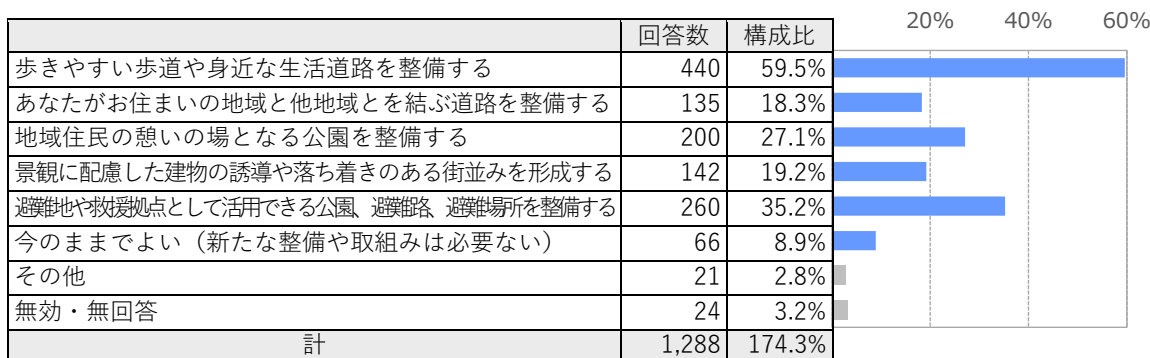 20% 40% 60%
回答数 構成比
歩きやすい歩道や身近な生活道路を整備する 440 59.5%
あなたがお住まいの地域と他地域とを結ぶ道路を整備する 135 18.3%
地域住民の憩いの場となる公園を整備する 200 27.1%
景観に配慮した建物の誘導や落ち着きのある街並みを形成する 142 19.2%
避難地や救援拠点として活用できる公園、避難路、避難場所を整備する 260 35.2%
今のままでよい（新たな整備や取組みは必要ない） 66 8.9%
その他 21 2.8%
無効・無回答 24 3.2%
計 1,288 174.3%